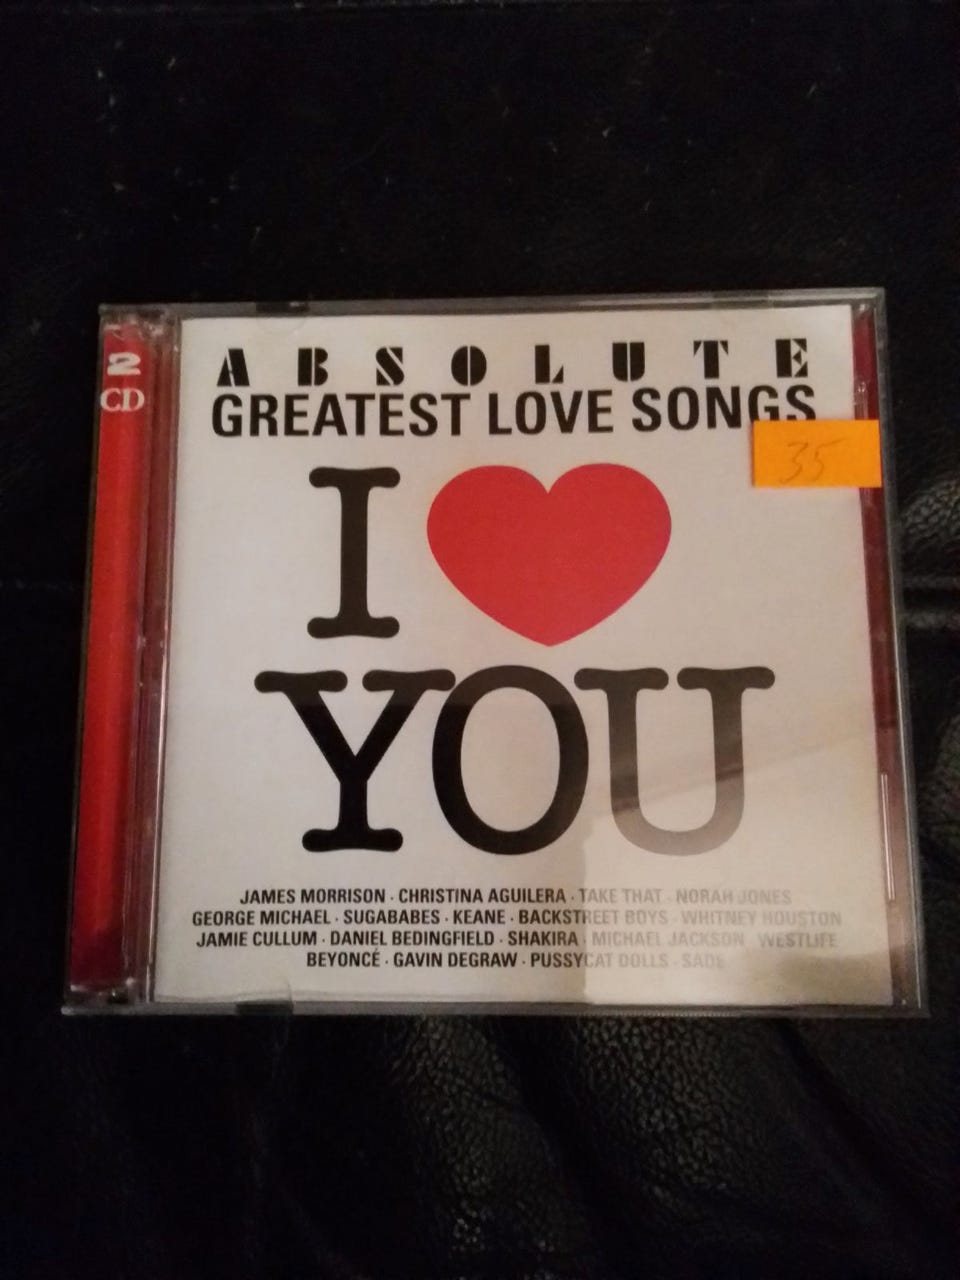 2
CD
ABSOLUTE
GREATEST LOVE SONGS
35
I
YOU
JAMES MORRISON · CHRISTINA AGUILERA · TAKE THAT · NORAH JONES
GEORGE MICHAEL · SUGABABES · KEANE · BACKSTREET BOYS · WHITNEY HOUSTON
JAMIE CULLUM · DANIEL BEDINGFIELD · SHAKIRA · MICHAEL JACKSON · WESTLIFE
BEYONCÉ · GAVIN DEGRAW · PUSSYCAT DOLLS · SADE